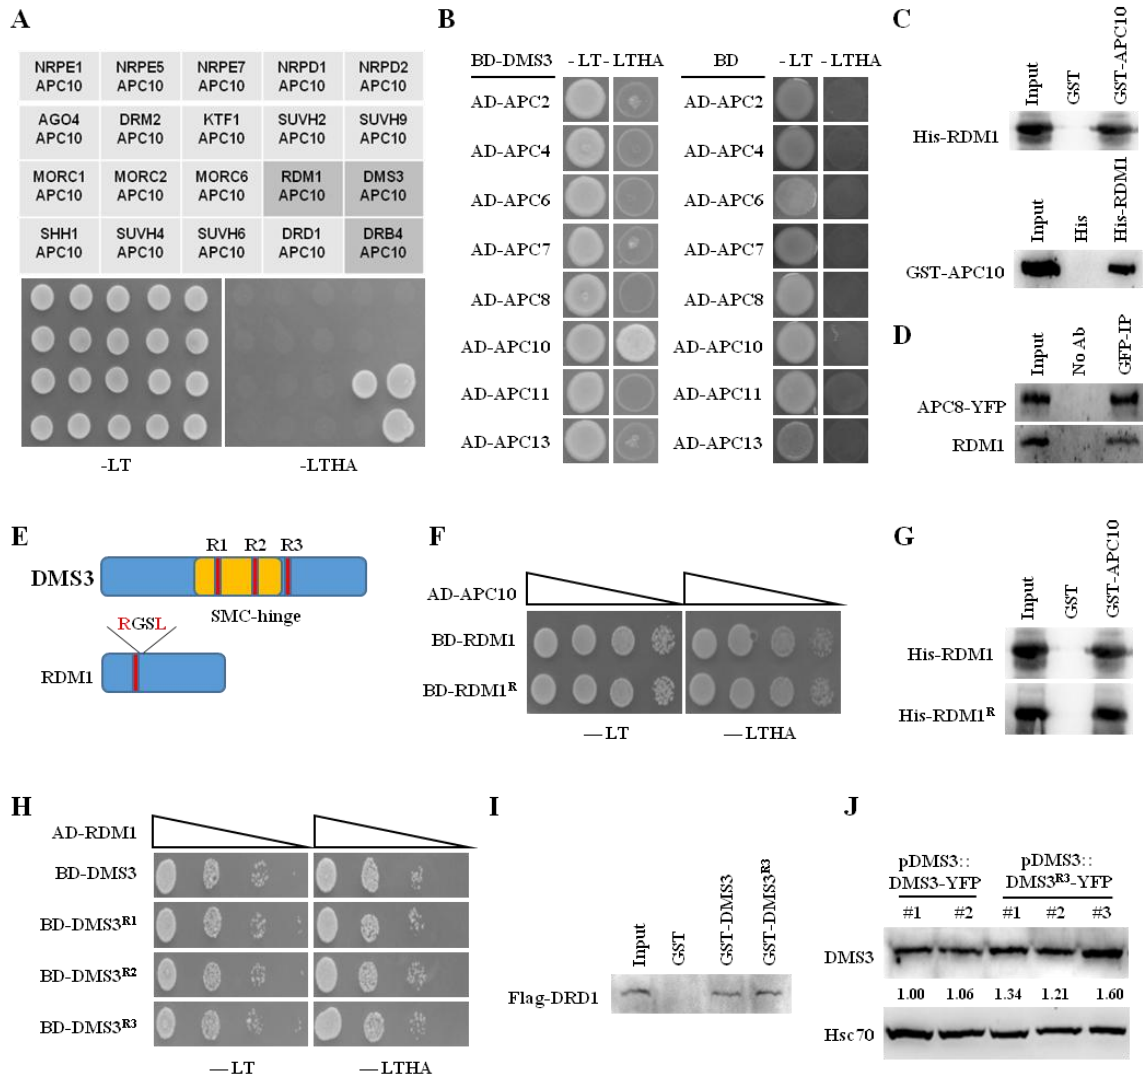 A
NRPE1 NRPE5 NRPE7 NRPD1 NRPD2
APC10 APC10 APC10 APC10 APC10
AGO4 DRM2 KTF1 SUVH2 SUVH9
APC10 APC10 APC10 APC10 APC10
MORC1 MORC2 MORC6 RDM1 DMS3
APC10 APC10 APC10 APC10 APC10
SHH1 SUVH4 SUVH6 DRD1 DRB4
APC10 APC10 APC10 APC10 APC10
-LT -LTHA
B
BD-DMS3 -LT -LTHA BD -LT -LTHA
AD-APC2 AD-APC2
AD-APC4 AD-APC4
AD-APC6 AD-APC6
AD-APC7 AD-APC7
AD-APC8 AD-APC8
AD-APC10 AD-APC10
AD-APC11 AD-APC11
AD-APC13 AD-APC13
C
Input GST GST-APC10
His-RDM1
Input His His-RDM1
GST-APC10
D
Input No Ab GFP-IP
APC8-YFP
RDM1
E
R1 R2 R3
DMS3
SMC-hinge
RGSL
RDM1
F
AD-APC10
BD-RDM1
BD-RDM1R
—LT —LTHA
G
Input GST GST-APC10
His-RDM1
His-RDM1R
H
AD-RDM1
BD-DMS3
BD-DMS3R1
BD-DMS3R2
BD-DMS3R3
—LT —LTHA
I
Input GST GST-DMS3 GST-DMS3R3
Flag-DRD1
J
pDMS3:: pDMS3::
DMS3-YFP DMS3R3-YFP
#1 #2 #1 #2 #3
DMS3
1.00 1.06 1.34 1.21 1.60
Hsc70